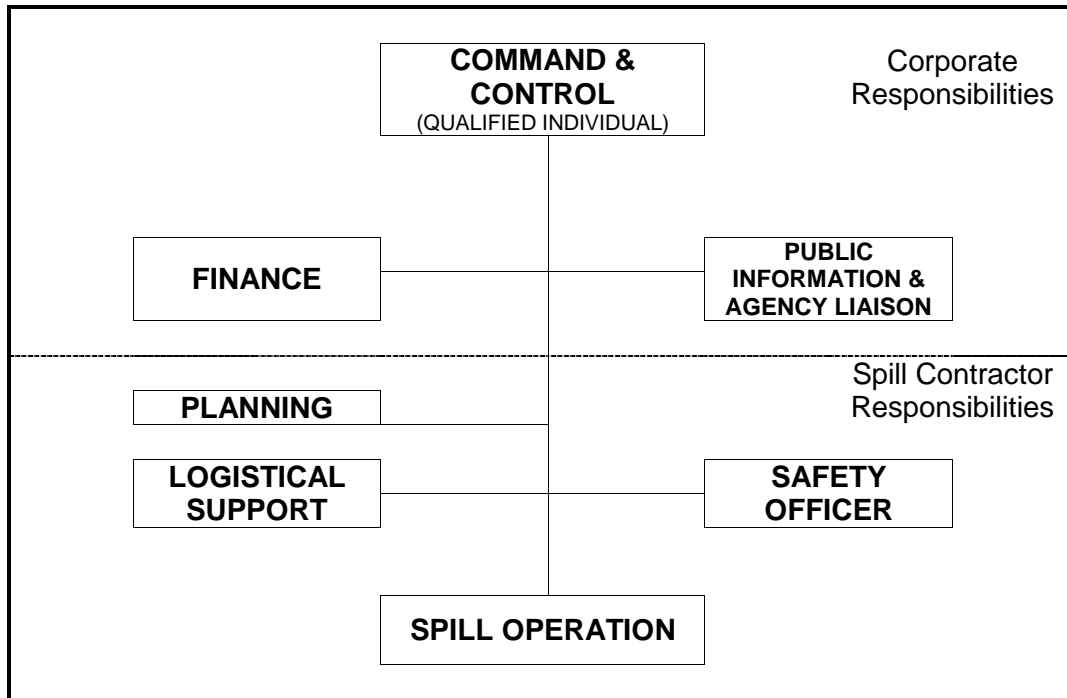 COMMAND &
CONTROL
(QUALIFIED INDIVIDUAL)
Corporate
Responsibilities
FINANCE
PUBLIC
INFORMATION &
AGENCY LIAISON
Spill Contractor
Responsibilities
PLANNING
LOGISTICAL
SUPPORT
SAFETY
OFFICER
SPILL OPERATION